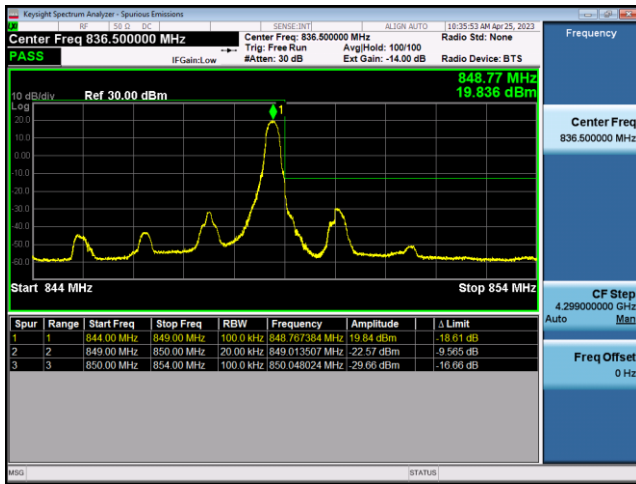 Keysight Spectrum Analyzer - Spurious Emissions
RF 50 Ω DC SENSE:INT ALIGN AUTO 10:35:53 AM Apr 25, 2023
Center Freq 836.500000 MHz Center Freq: 836.500000 MHz Radio Std: None
Trig: Free Run Avg|Hold: 100/100
PASS IFGain:Low #Atten: 30 dB Ext Gain: -14.00 dB Radio Device: BTS
848.77 MHz
10 dB/div Ref 30.00 dBm 19.836 dBm
Log
20.0
1
10.0
0.00
-10.0
-20.0
-30.0
-40.0
-50.0
-60.0
Start 844 MHz Stop 854 MHz
Spur Range Start Freq Stop Freq RBW Frequency Amplitude Δ Limit
1 1 844.00 MHz 849.00 MHz 100.0 kHz 848.767384 MHz 19.84 dBm -18.61 dB
2 2 849.00 MHz 850.00 MHz 20.00 kHz 849.013507 MHz -22.57 dBm -9.565 dB
3 3 850.00 MHz 854.00 MHz 100.0 kHz 850.048024 MHz -29.66 dBm -16.66 dB
MSG STATUS
Frequency
Center Freq
836.500000 MHz
CF Step
4.299000000 GHz
Auto Man
Freq Offset
0 Hz